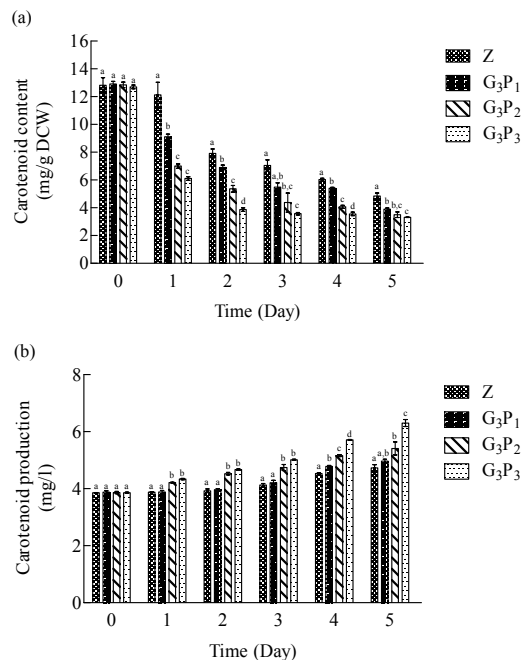 (a)
Carotenoid content
(mg/g DCW)
16
14
12
10
8
6
4
2
0
a a a a
a b c c
a b c d
a a,b b,c c
a b c c
a b b,c c
0 1 2 3 4 5
Time (Day)
Z
G₃P₁
G₃P₂
G₃P₃
(b)
Carotenoid production
(mg/l)
8
6
4
2
0
a a a a
a a b b
a a b b
a a b b
a b c d
a a,b b c
0 1 2 3 4 5
Time (Day)
Z
G₃P₁
G₃P₂
G₃P₃